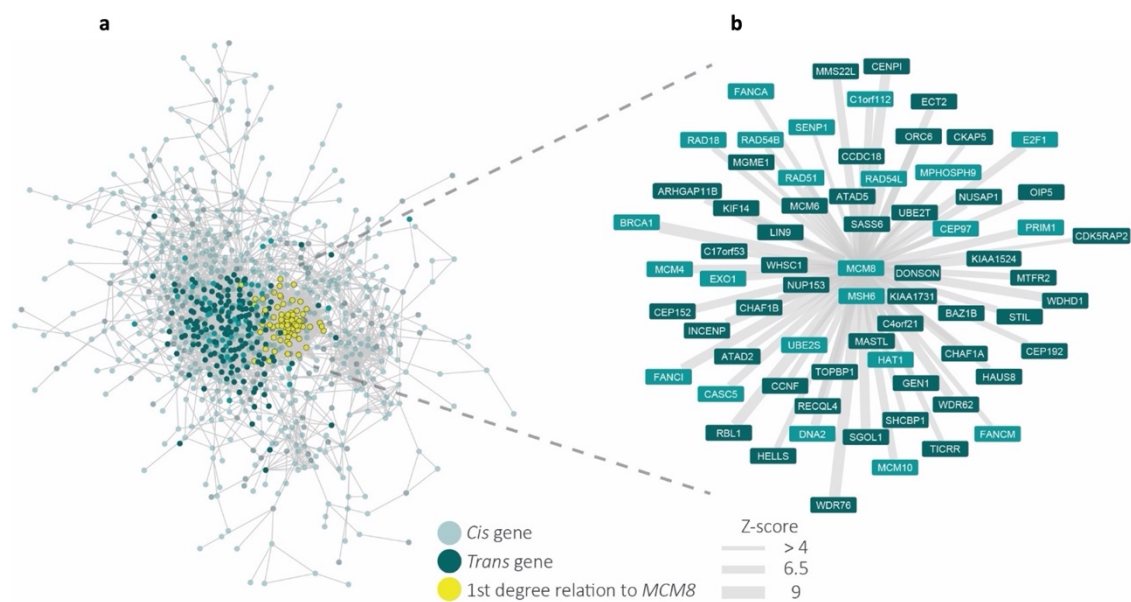 a
b
MMS22L
CENPI
FANCA
C1orf112
ECT2
SENP1
RAD18
RAD54B
ORC6
CKAP5
E2F1
MGME1
CCDC18
RAD51
RAD54L
MPHOSPH9
ARHGAP11B
ATAD5
NUSAP1
OIP5
KIF14
MCM6
UBE2T
BRCA1
LIN9
SASS6
CEP97
PRIM1
CDK5RAP2
C17orf53
WHSC1
MCM8
DONSON
KIAA1524
MCM4
EXO1
NUP153
MTFR2
MSH6
KIAA1731
WDHD1
CEP152
CHAF1B
BAZ1B
STIL
INCENP
C4orf21
UBE2S
MASTL
ATAD2
HAT1
CHAF1A
CEP192
FANCI
TOPBP1
HAUS8
CASC5
CCNF
GEN1
RECQL4
WDR62
SHCBP1
RBL1
DNA2
SGOL1
FANCM
HELLS
TICRR
MCM10
WDR76
Cis gene
Trans gene
1st degree relation to MCM8
Z-score
> 4
6.5
9